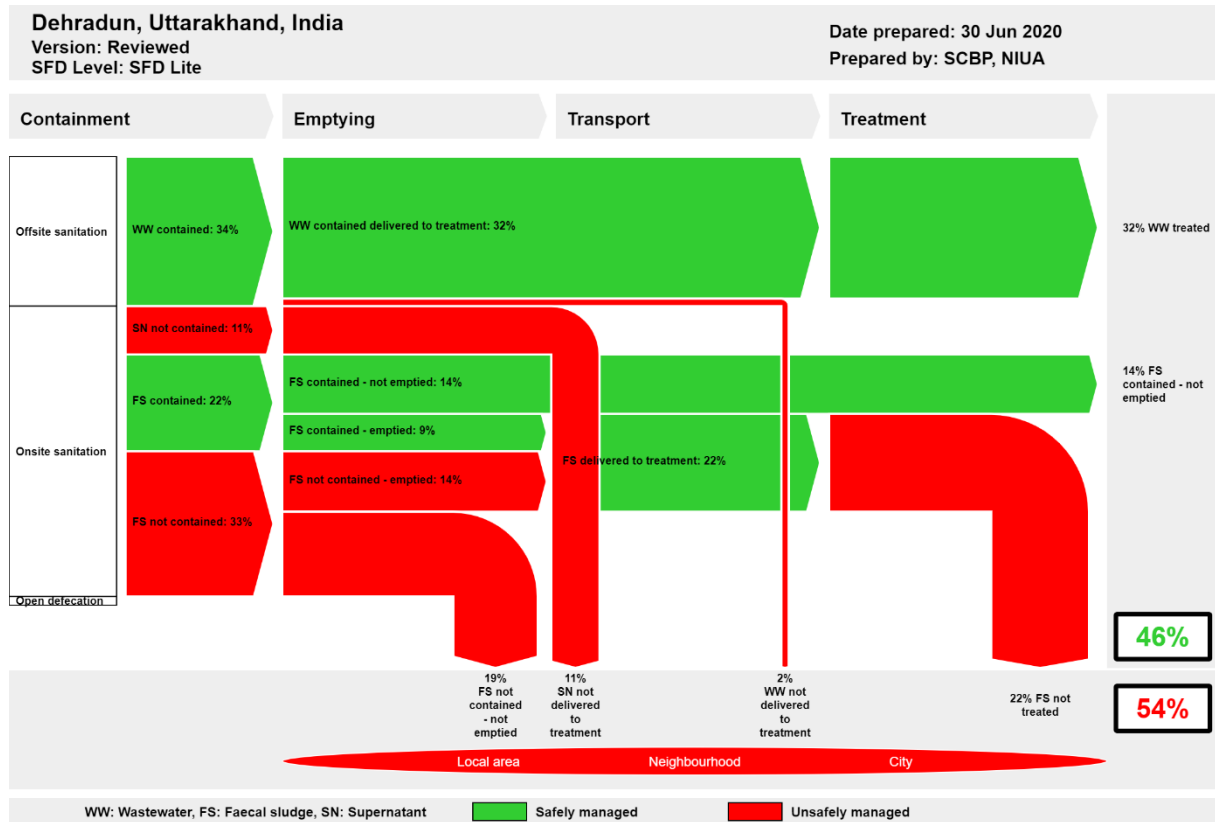 Dehradun, Uttarakhand, India
Version: Reviewed
SFD Level: SFD Lite
Date prepared: 30 Jun 2020
Prepared by: SCBP, NIUA
Containment
Emptying
Transport
Treatment
Offsite sanitation
WW contained: 34%
WW contained delivered to treatment: 32%
32% WW treated
SN not contained: 11%
Onsite sanitation
FS contained: 22%
FS contained - not emptied: 14%
14% FS
contained - not
emptied
FS contained - emptied: 9%
FS delivered to treatment: 22%
FS not contained - emptied: 14%
FS not contained: 33%
Open defecation
46%
19%
FS not
contained
- not
emptied
11%
SN not
delivered
to
treatment
2%
WW not
delivered
to
treatment
22% FS not
treated
54%
Local area
Neighbourhood
City
WW: Wastewater, FS: Faecal sludge, SN: Supernatant
Safely managed
Unsafely managed